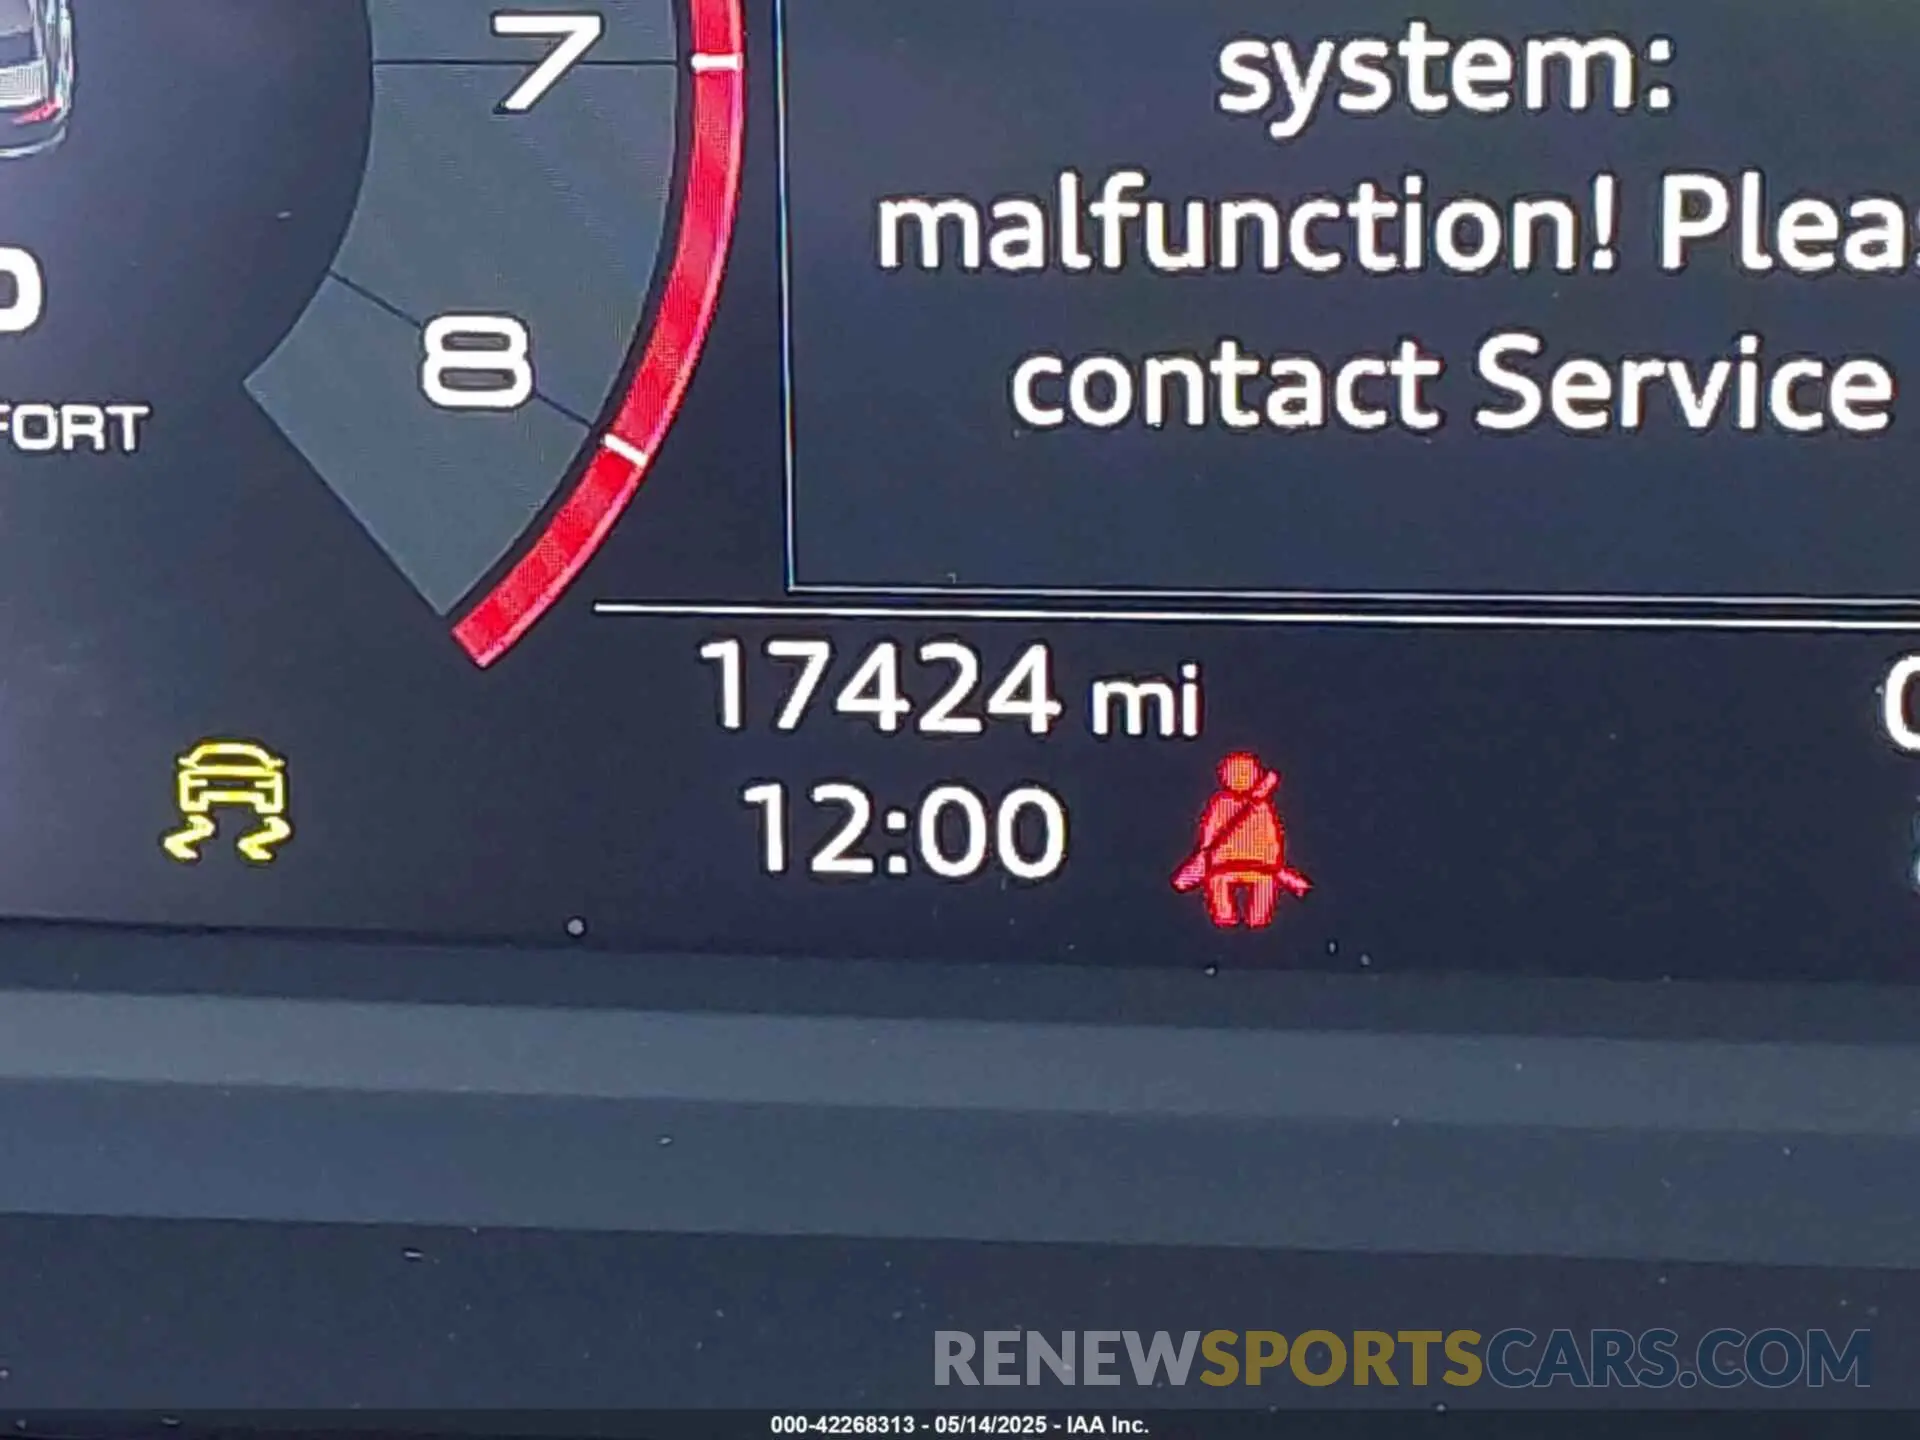 7
system:
malfunction! Pleas
contact Service
8
FORT
17424 mi
12:00
RENEWSPORTSCARS.COM
000-42268313 - 05/14/2025 - IAA Inc.